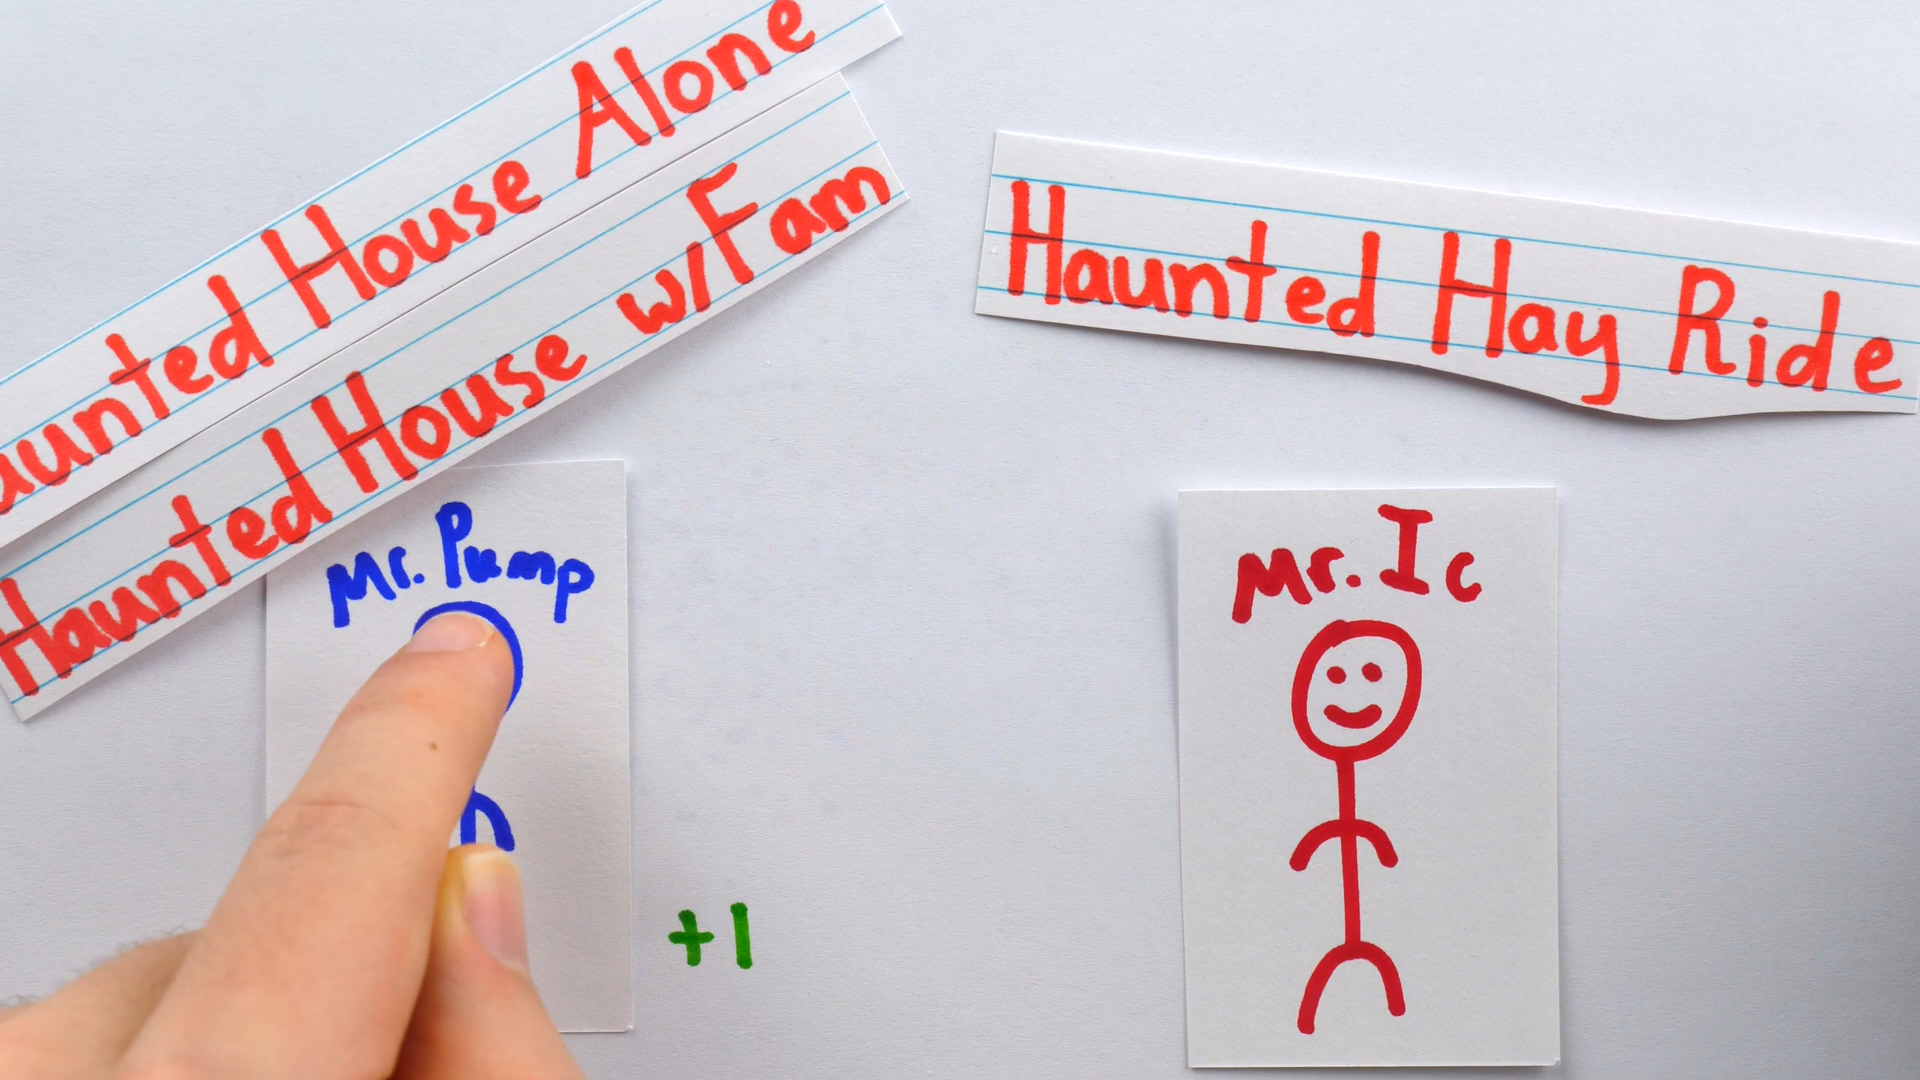 aunted House Alone
Haunted House w/Fam
Haunted Hay Ride
Mr. Pump
Mr. Ic
+1